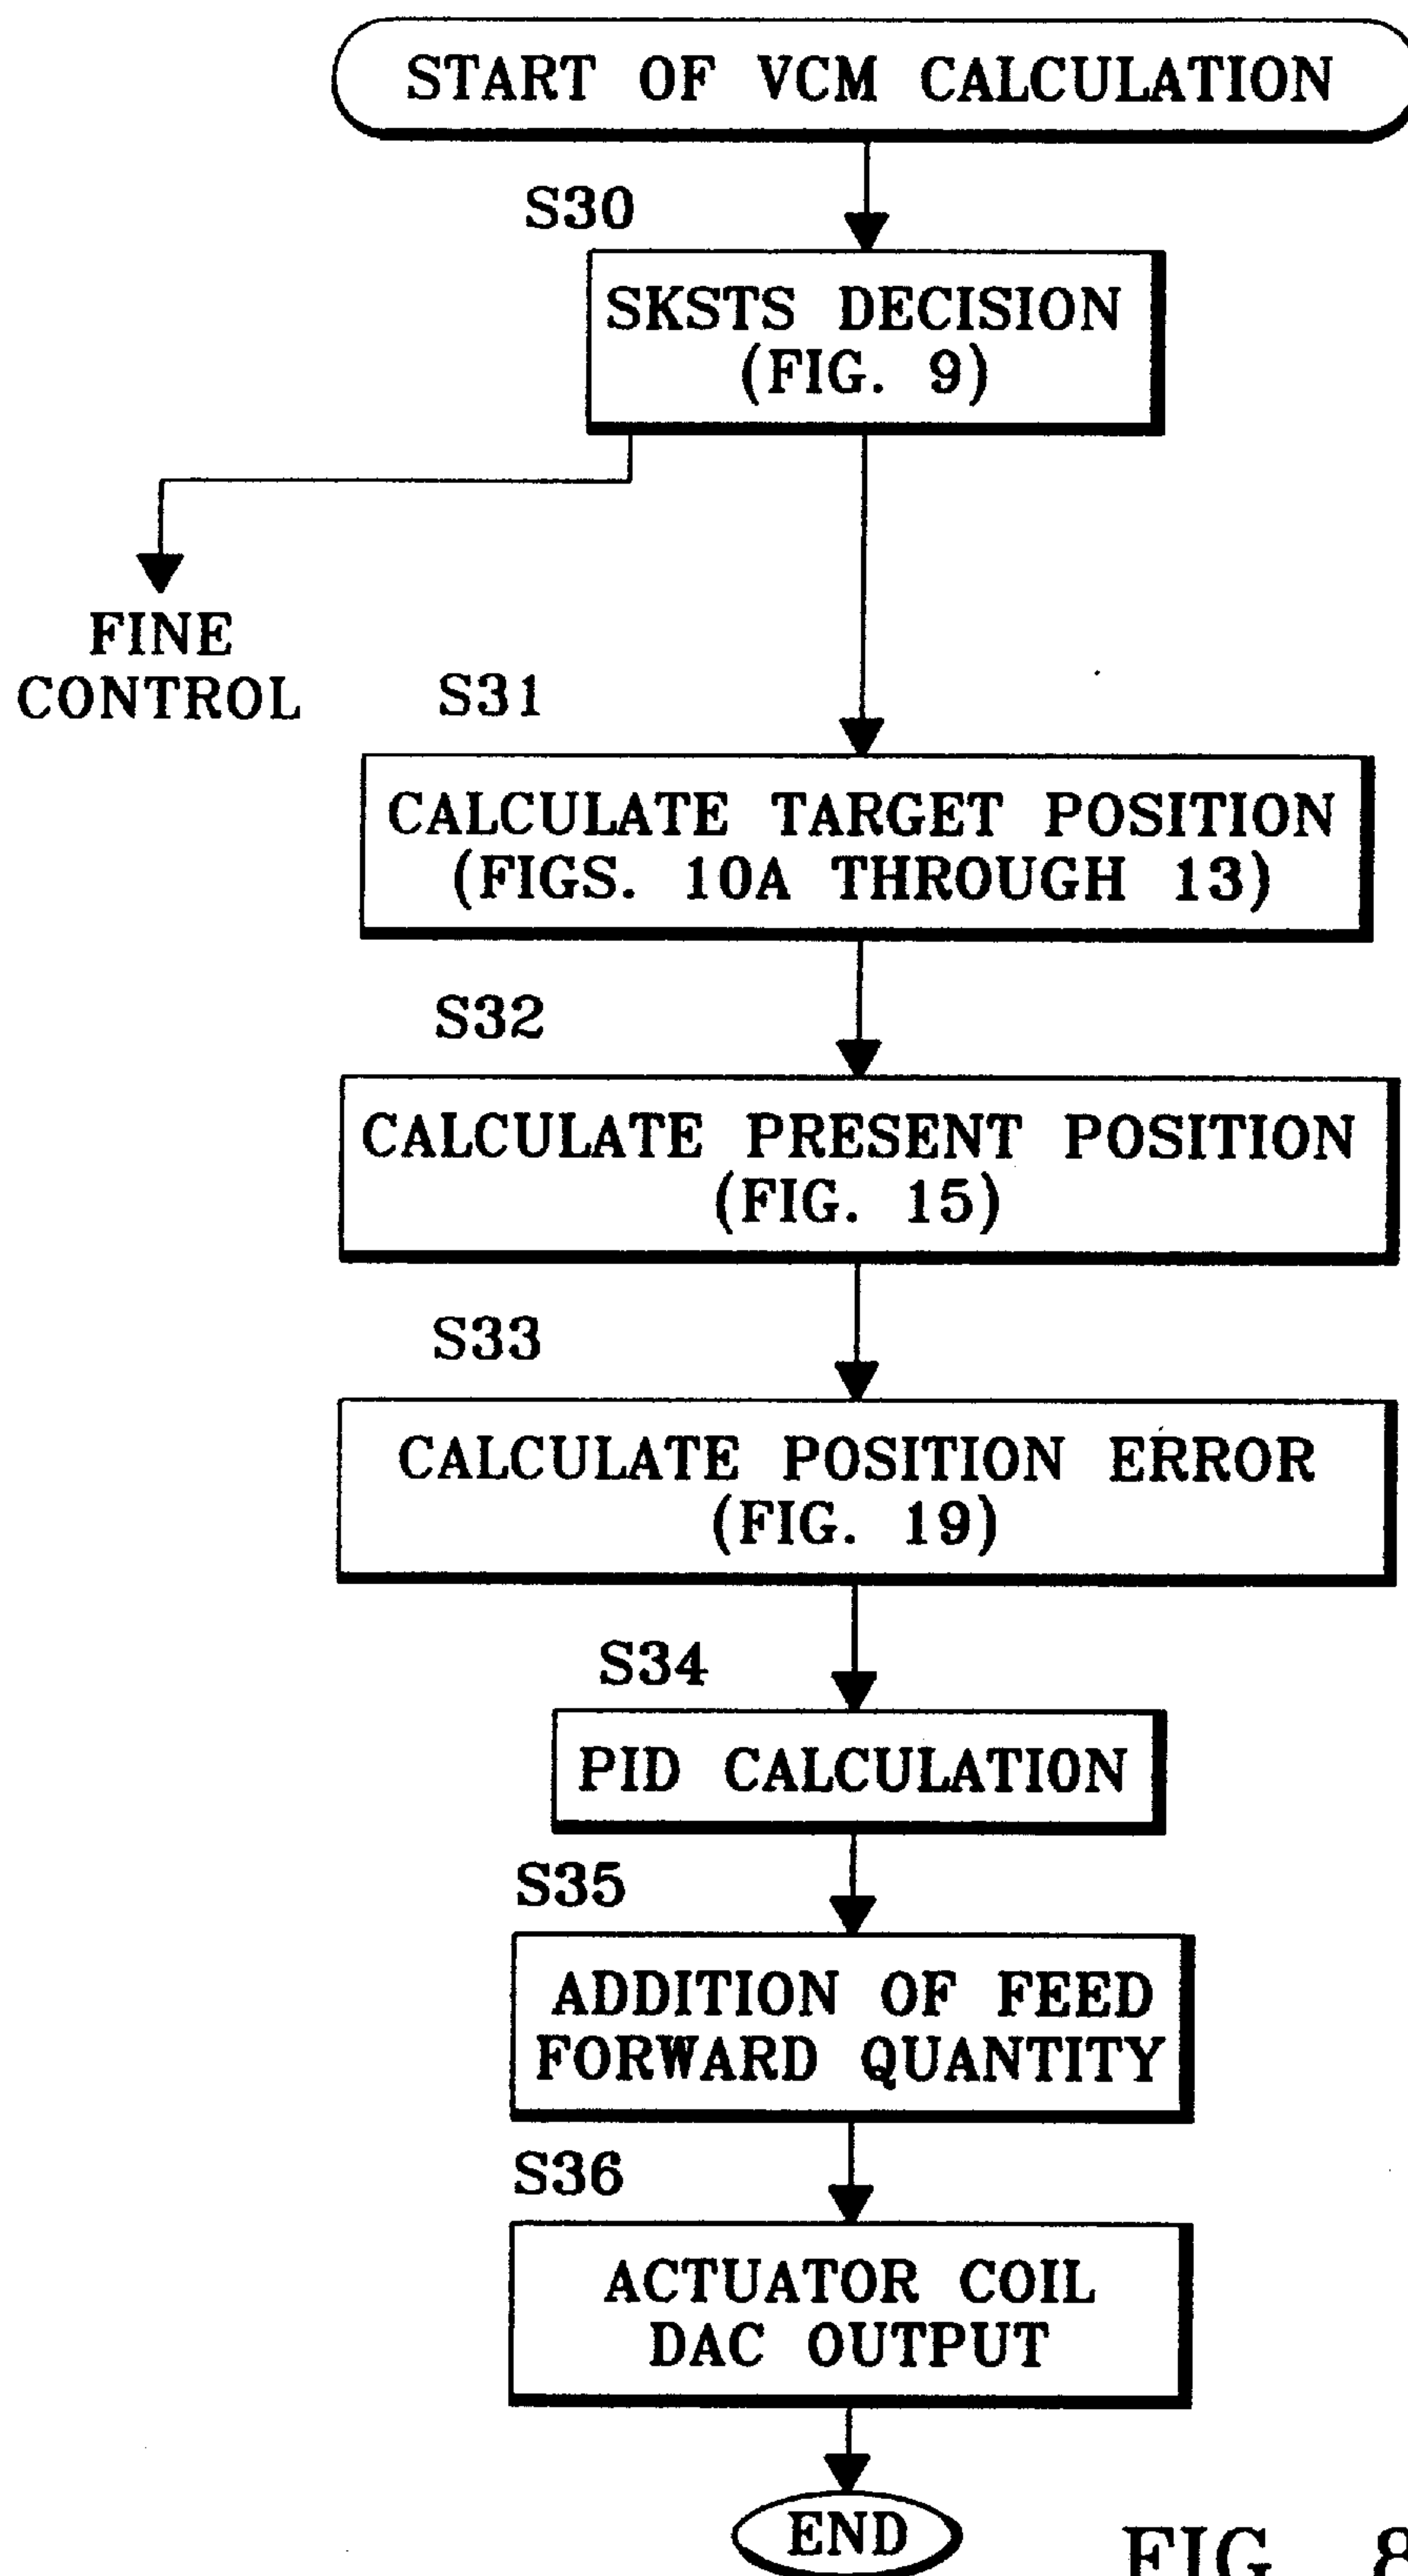 START OF VCM CALCULATION
S30
SKSTS DECISION
(FIG. 9)
FINE
CONTROL
S31
CALCULATE TARGET POSITION
(FIGS. 10A THROUGH 13)
S32
CALCULATE PRESENT POSITION
(FIG. 15)
S33
CALCULATE POSITION ERROR
(FIG. 19)
S34
PID CALCULATION
S35
ADDITION OF FEED
FORWARD QUANTITY
S36
ACTUATOR COIL
DAC OUTPUT
END
FIG. 8